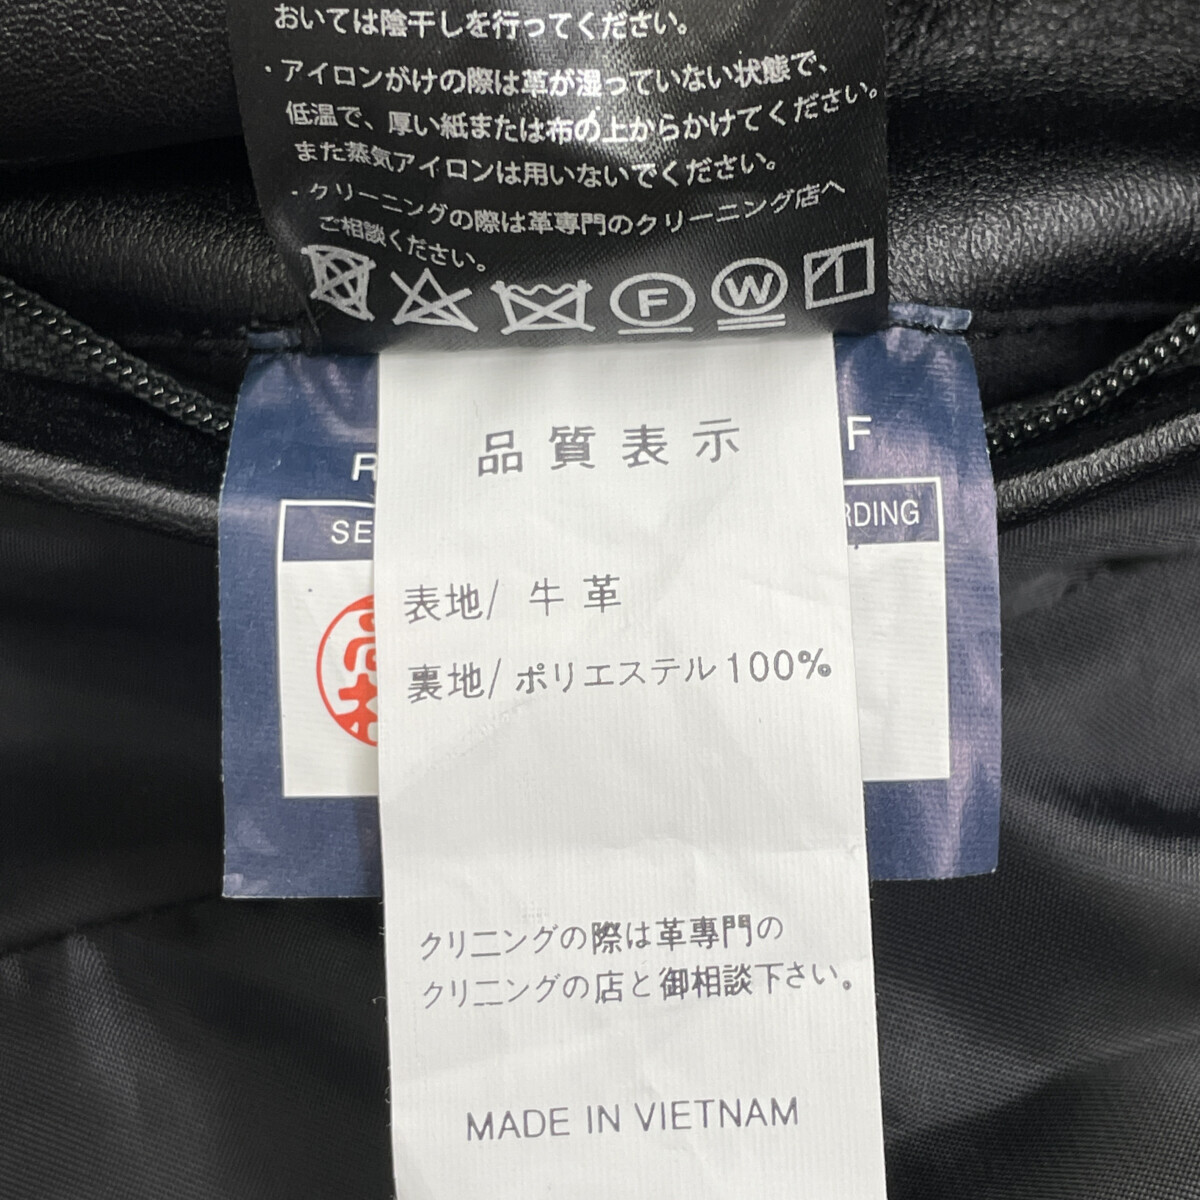 おいては陰干しを行ってください。
・アイロンがけの際は革が湿っていない状態で、
低温で、厚い紙または布の上からかけてください。
また蒸気アイロンは用いないでください。
・クリーニングの際は革専門のクリーニング店へ
ご相談ください。
F W
R F
品質表示
SE RDING
表地/ 牛革
高
裏地/ ポリエステル100%
クリニングの際は革専門の
クリニングの店と御相談下さい。
MADE IN VIETNAM